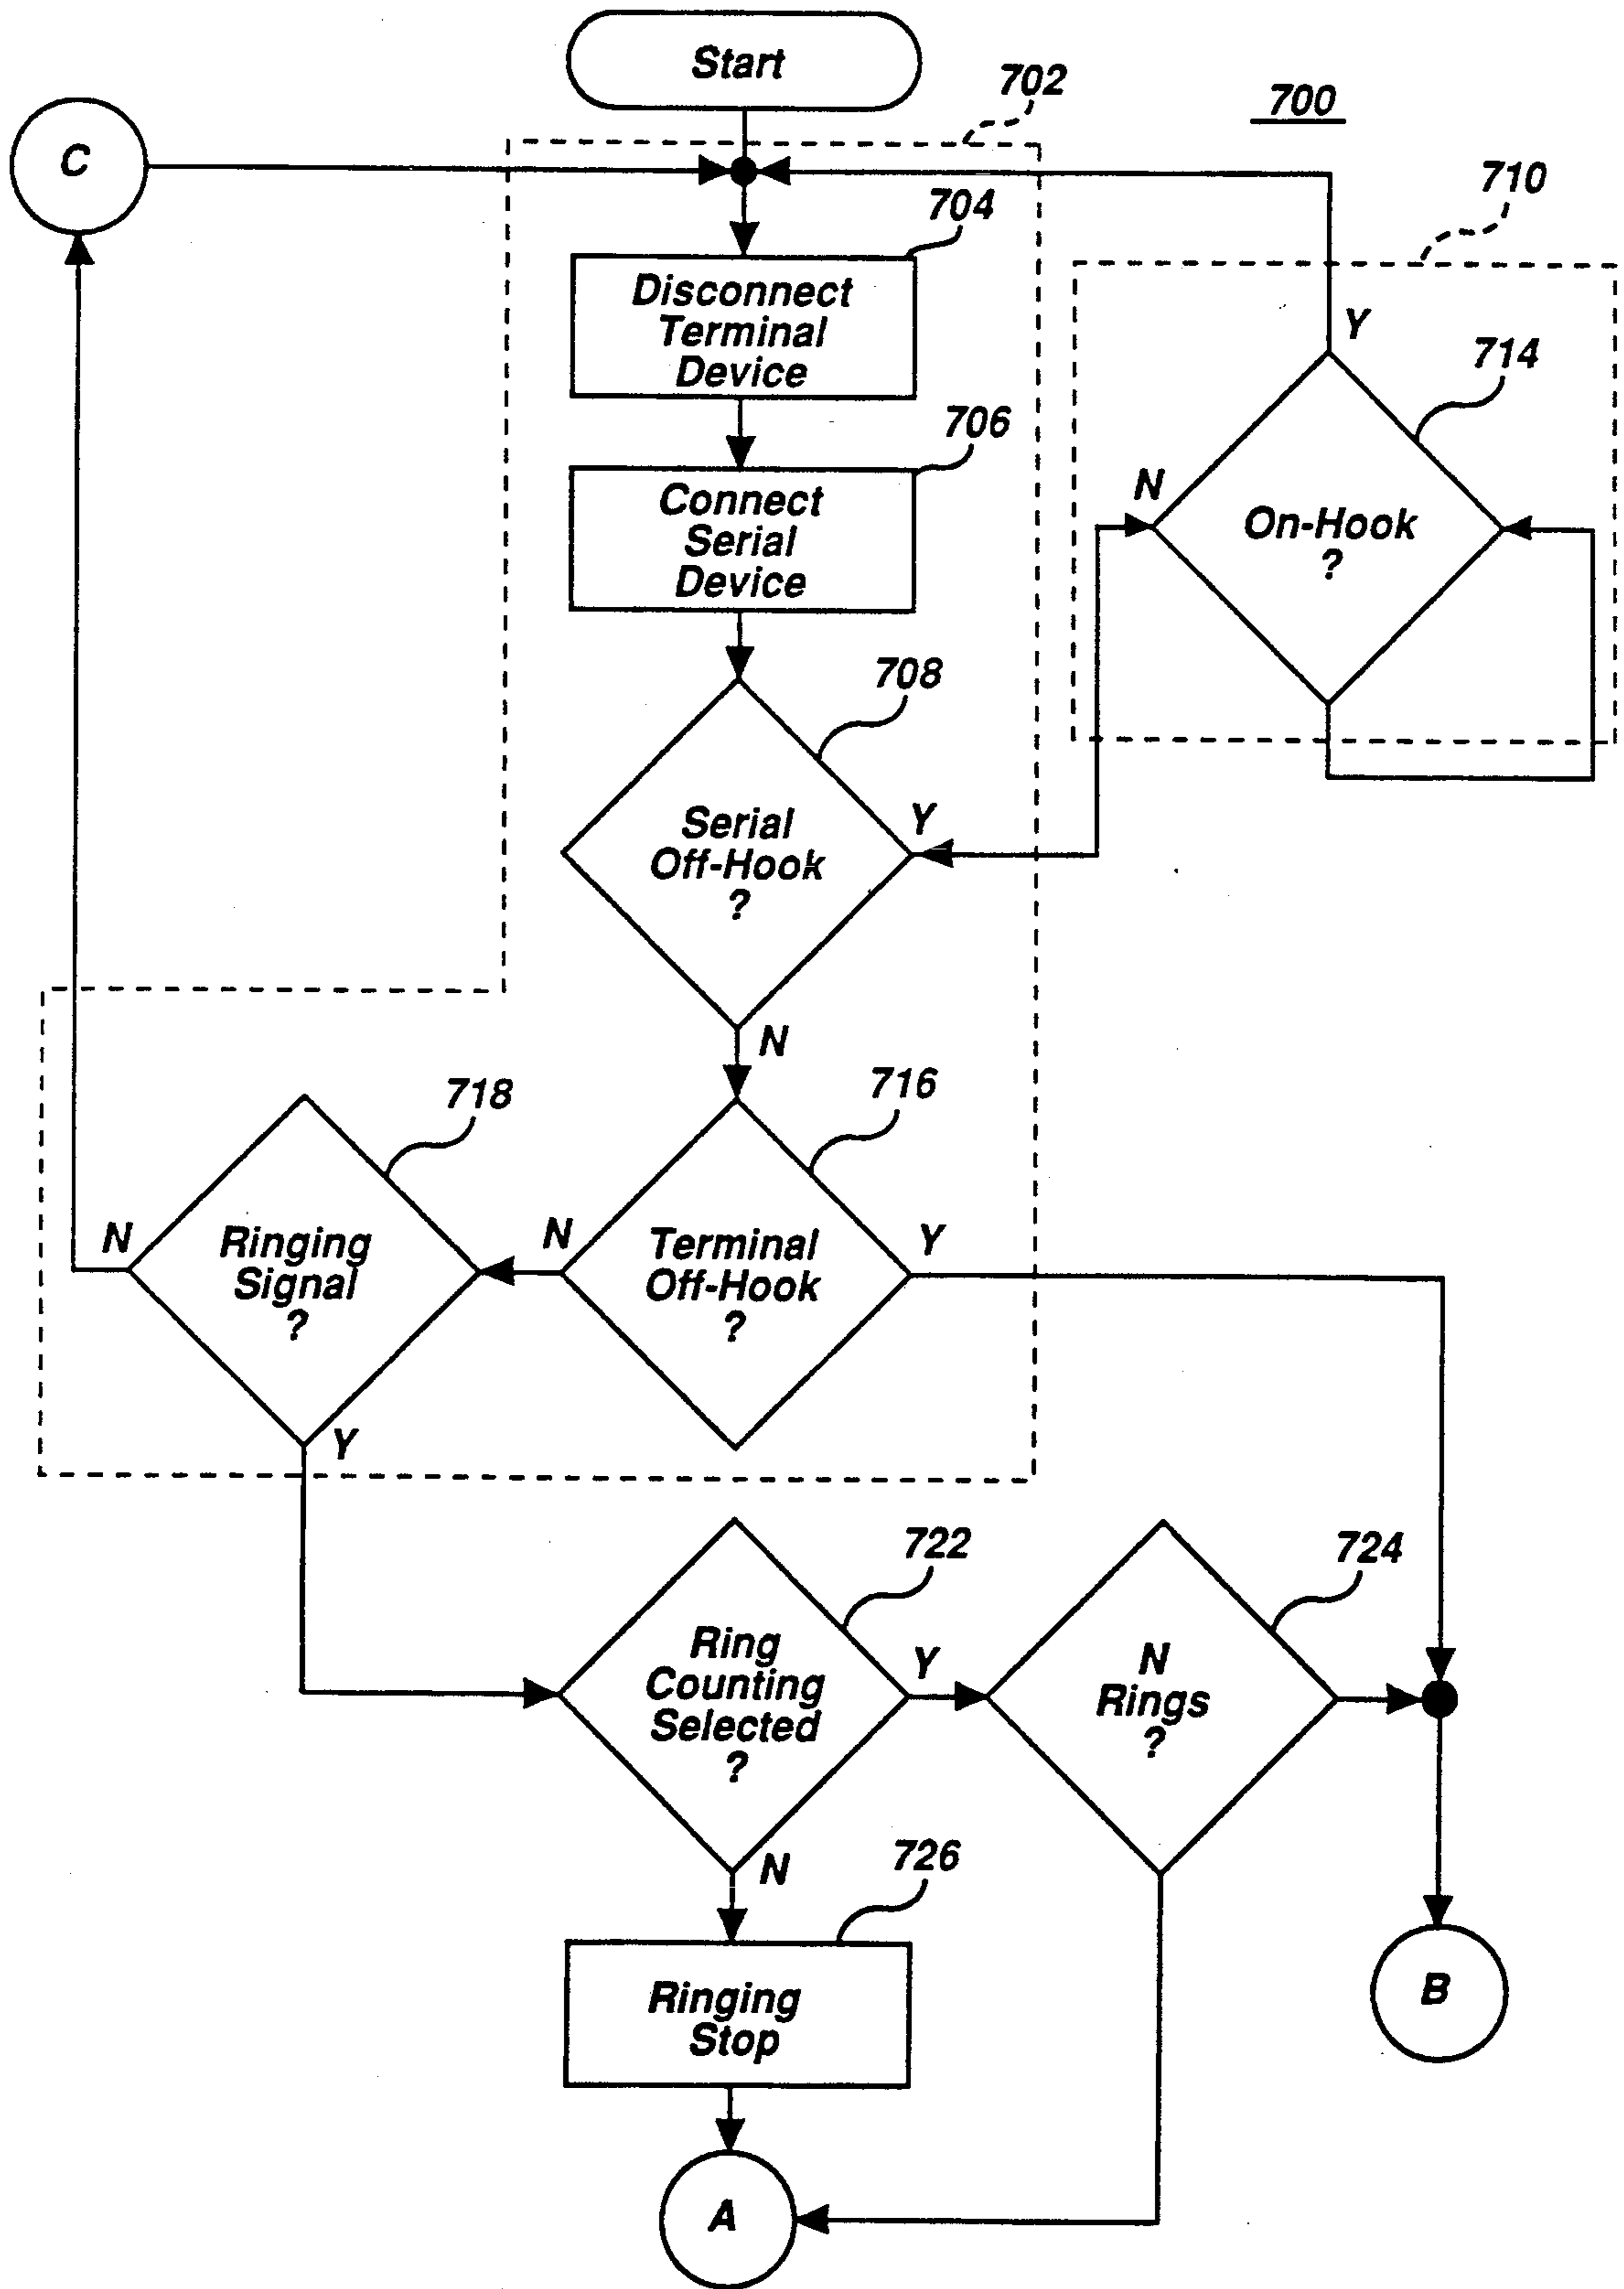 Start
702
700
C
710
704
Disconnect
Terminal
Device
Y
714
706
N
Connect
Serial
Device
On-Hook
?
708
Y
Serial
Off-Hook
?
N
718
716
N
Ringing
Signal
?
N
Terminal
Off-Hook
?
Y
Y
722
724
Ring
Counting
Selected
?
Y
N
Rings
?
N
726
Ringing
Stop
B
A